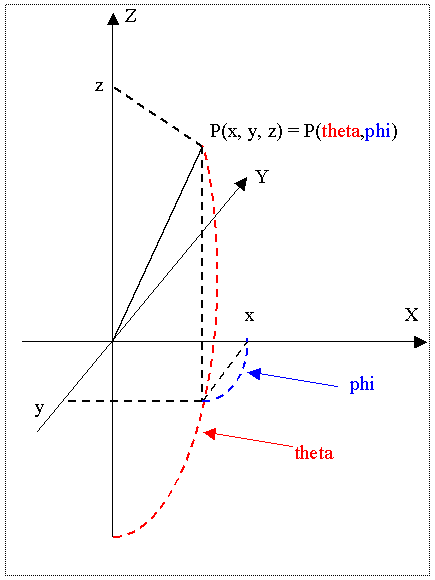 Z
z
P(x, y, z) = P(theta,phi)
Y
x
X
phi
y
theta